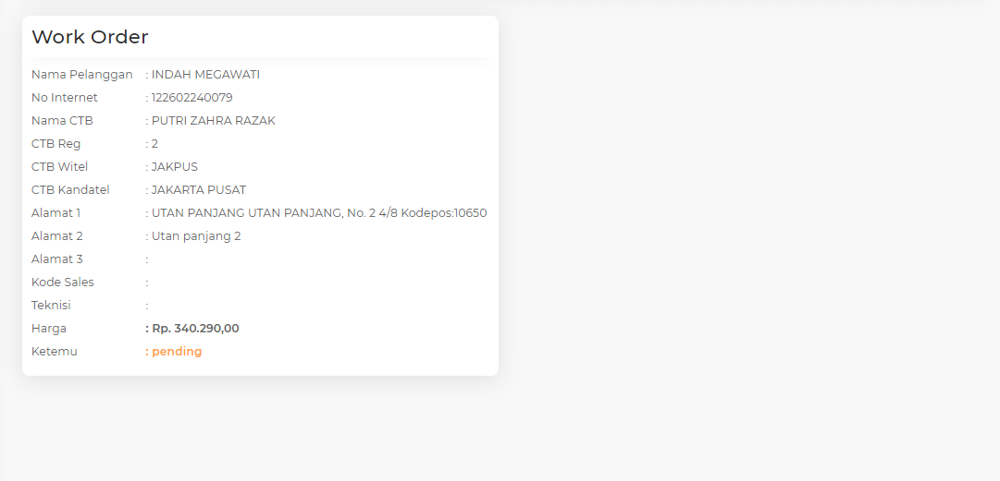 Work Order
Nama Pelanggan : INDAH MEGAWATI
No Internet : 122602240079
Nama CTB : PUTRI ZAHRA RAZAK
CTB Reg : 2
CTB Witel : JAKPUS
CTB Kandatel : JAKARTA PUSAT
Alamat 1 : UTAN PANJANG UTAN PANJANG, No. 2 4/8 Kodepos:10650
Alamat 2 : Utan panjang 2
Alamat 3 :
Kode Sales :
Teknisi :
Harga : Rp. 340.290,00
Ketemu : pending